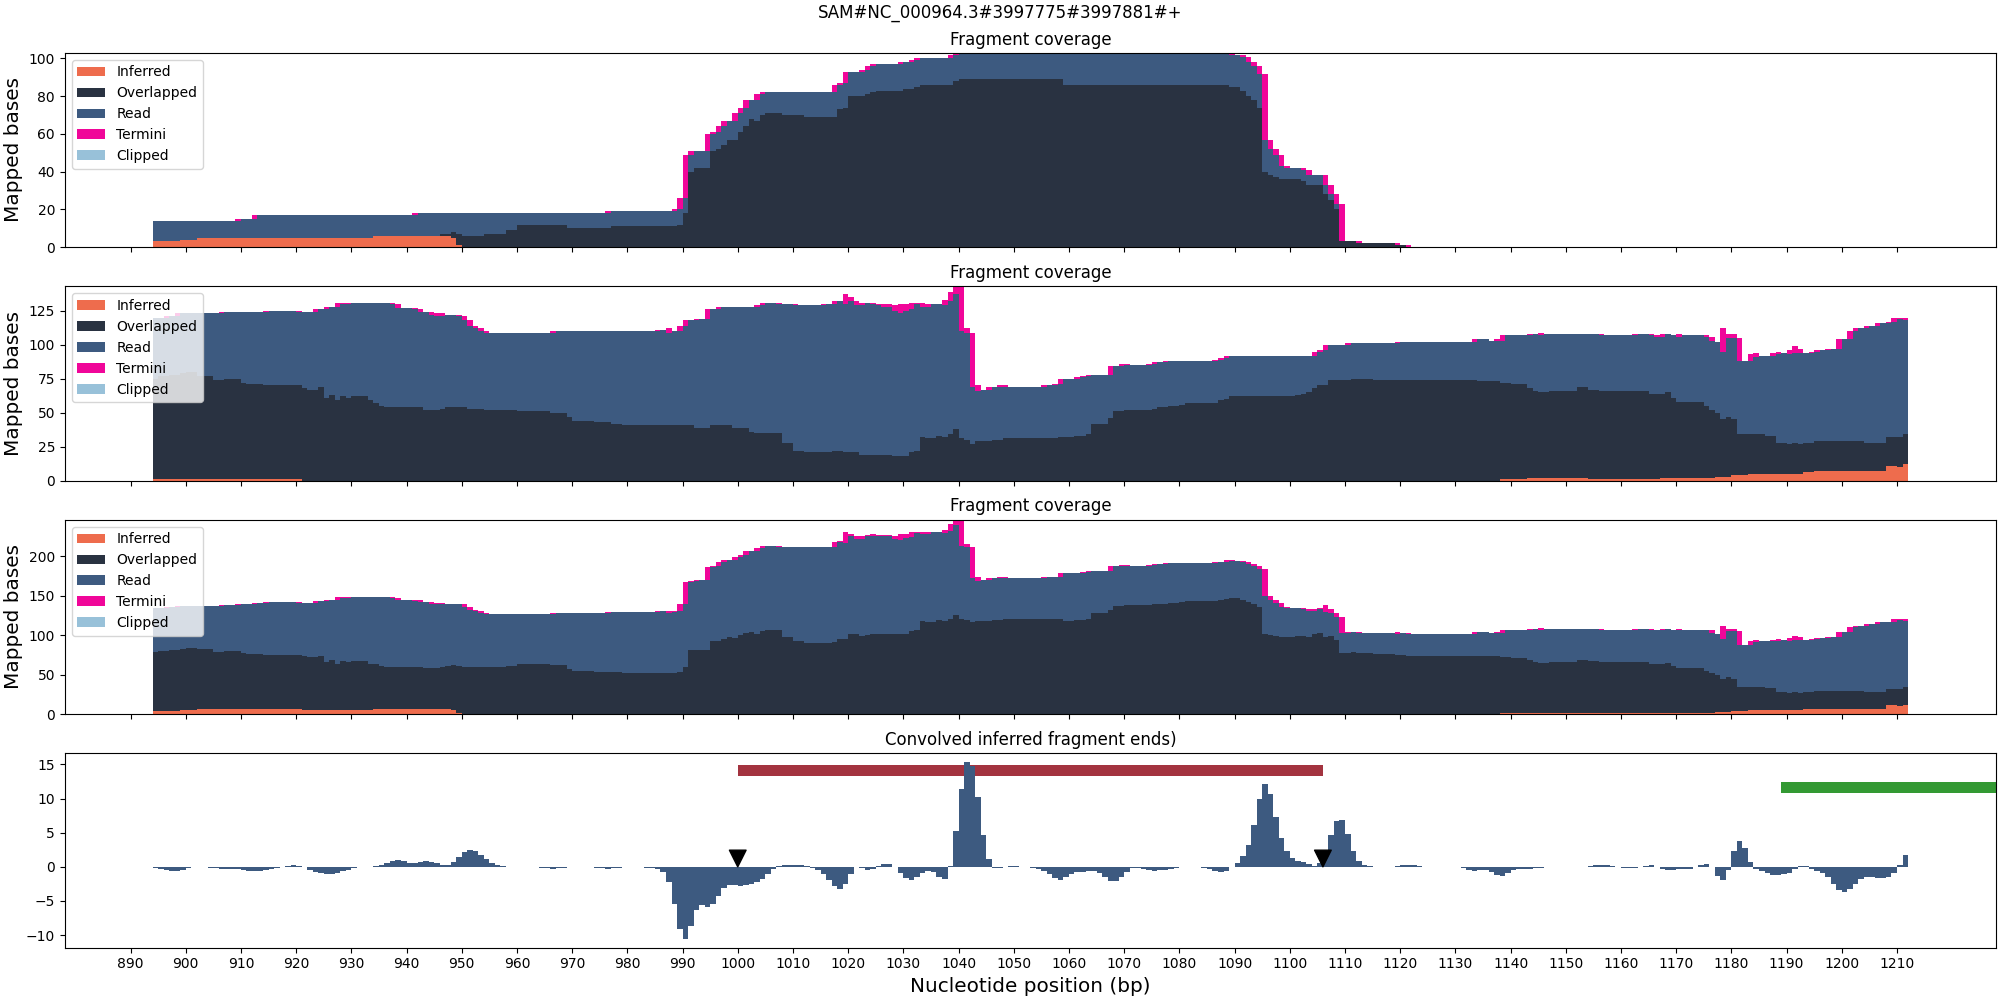 SAM#NC_000964.3#3997775#3997881#+
Fragment coverage
Mapped bases
100
80
60
40
20
0
Inferred
Overlapped
Read
Termini
Clipped
Fragment coverage
Mapped bases
125
100
75
50
25
0
Inferred
Overlapped
Read
Termini
Clipped
Fragment coverage
Mapped bases
200
150
100
50
0
Inferred
Overlapped
Read
Termini
Clipped
Convolved inferred fragment ends)
15
10
5
0
−5
−10
890 900 910 920 930 940 950 960 970 980 990 1000 1010 1020 1030 1040 1050 1060 1070 1080 1090 1100 1110 1120 1130 1140 1150 1160 1170 1180 1190 1200 1210
Nucleotide position (bp)